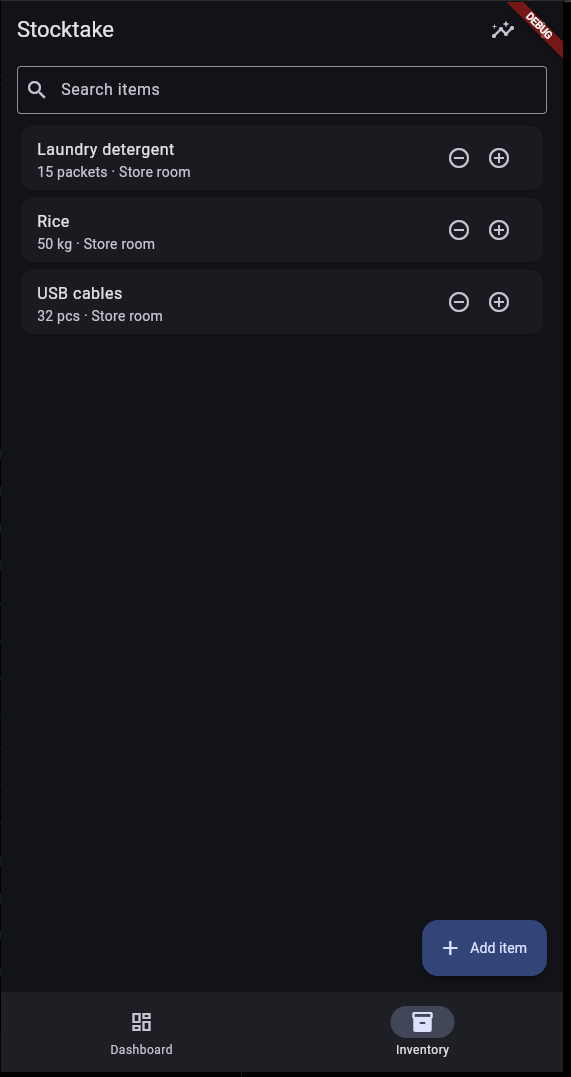 Stocktake
DEBUG
Search items
Laundry detergent
15 packets · Store room
Rice
50 kg · Store room
USB cables
32 pcs · Store room
Add item
Dashboard
Inventory